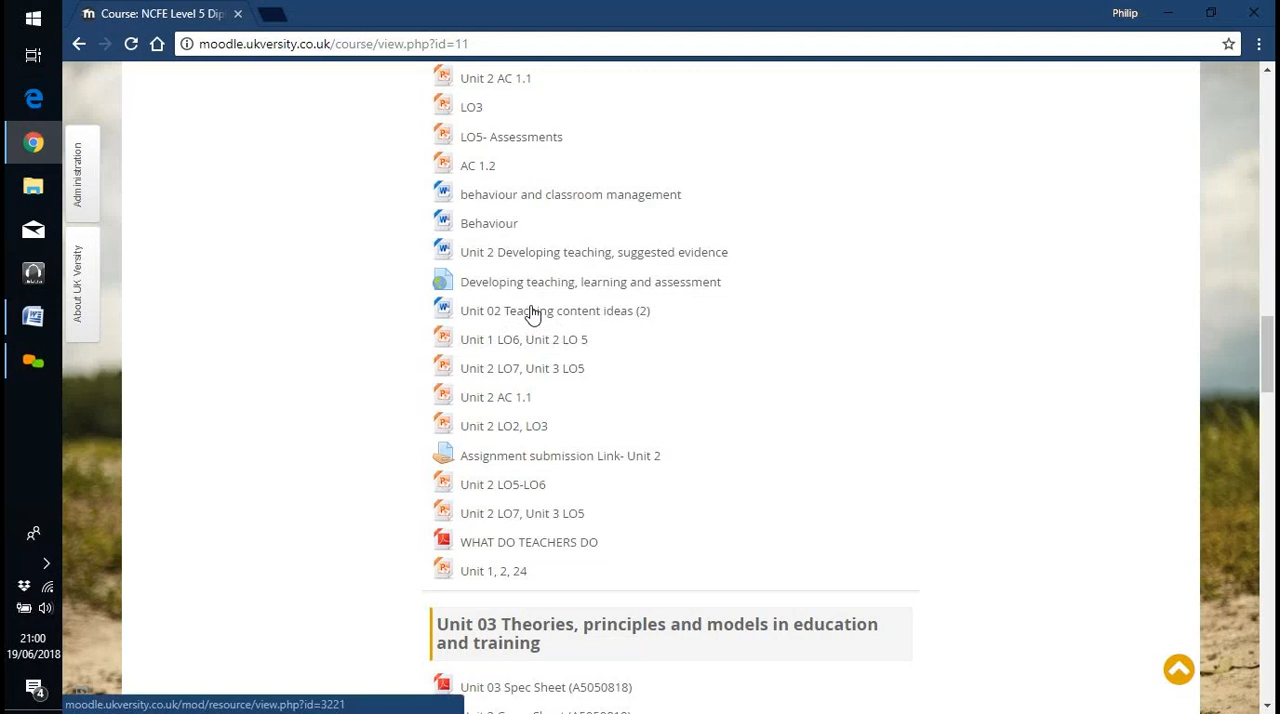 Course: NCFE Level 5 Dip
Philip
moodle.ukversity.co.uk/course/view.php?id=11
Administration
About UK Versity
Unit 2 AC 1.1
LO3
LO5- Assessments
AC 1.2
behaviour and classroom management
Behaviour
Unit 2 Developing teaching, suggested evidence
Developing teaching, learning and assessment
Unit 02 Teaching content ideas (2)
Unit 1 LO6, Unit 2 LO 5
Unit 2 LO7, Unit 3 LO5
Unit 2 AC 1.1
Unit 2 LO2, LO3
Assignment submission Link- Unit 2
Unit 2 LO5-LO6
Unit 2 LO7, Unit 3 LO5
WHAT DO TEACHERS DO
Unit 1, 2, 24
Unit 03 Theories, principles and models in education
and training
Unit 03 Spec Sheet (A5050818)
21:00
19/06/2018
4
moodle.ukversity.co.uk/mod/resource/view.php?id=3221